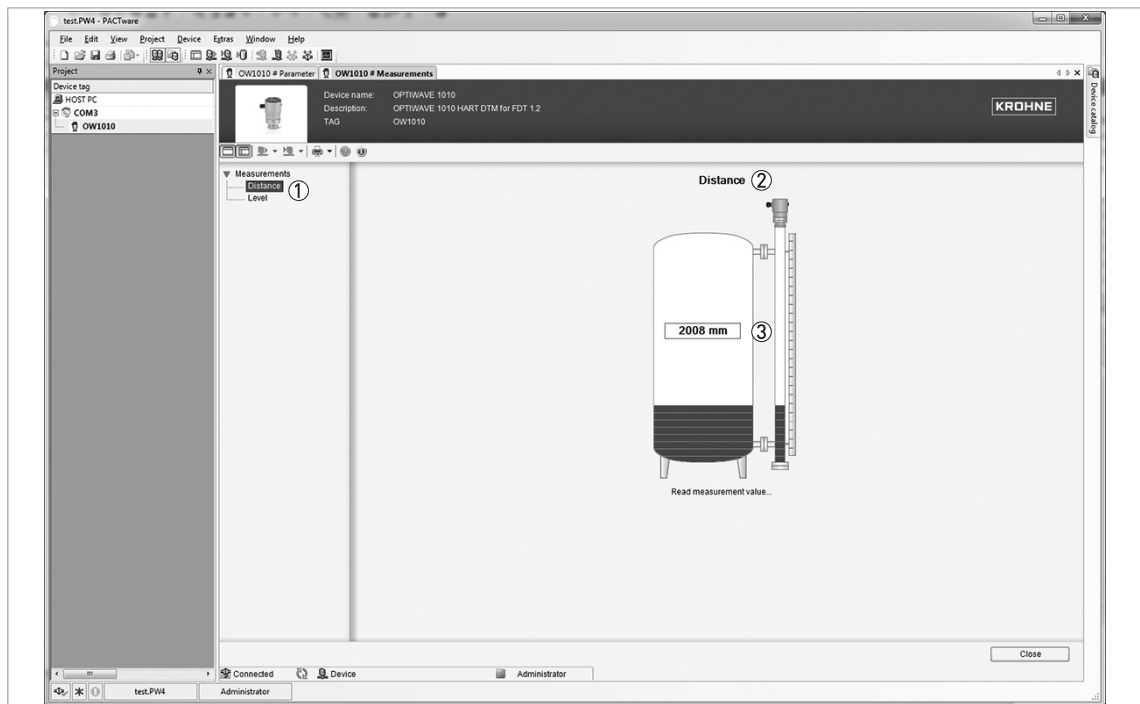 test.PW4 - PACTware
File Edit View Project Device Extras Window Help
Project
Device tag
HOST PC
COM3
OW1010
OW1010 # Parameter OW1010 # Measurements
Device name: OPTIWAVE 1010
Description: OPTIWAVE 1010 HART DTM for FDT 1.2
TAG OW1010
KROHNE
Device catalog
Measurements
Distance ①
Level
Distance ②
2008 mm ③
Read measurement value...
Close
Connected Device Administrator
test.PW4 Administrator